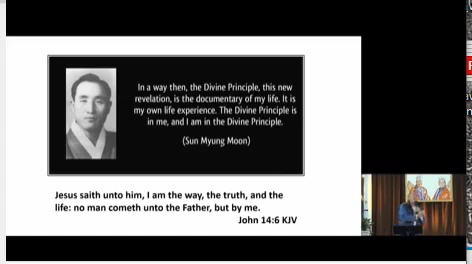 In a way then, the Divine Principle, this new
revelation, is the documentary of my life. It is
my own life experience. The Divine Principle is
in me, and I am in the Divine Principle.
(Sun Myung Moon)
Jesus saith unto him, I am the way, the truth, and the
life: no man cometh unto the Father, but by me.
John 14:6 KJV